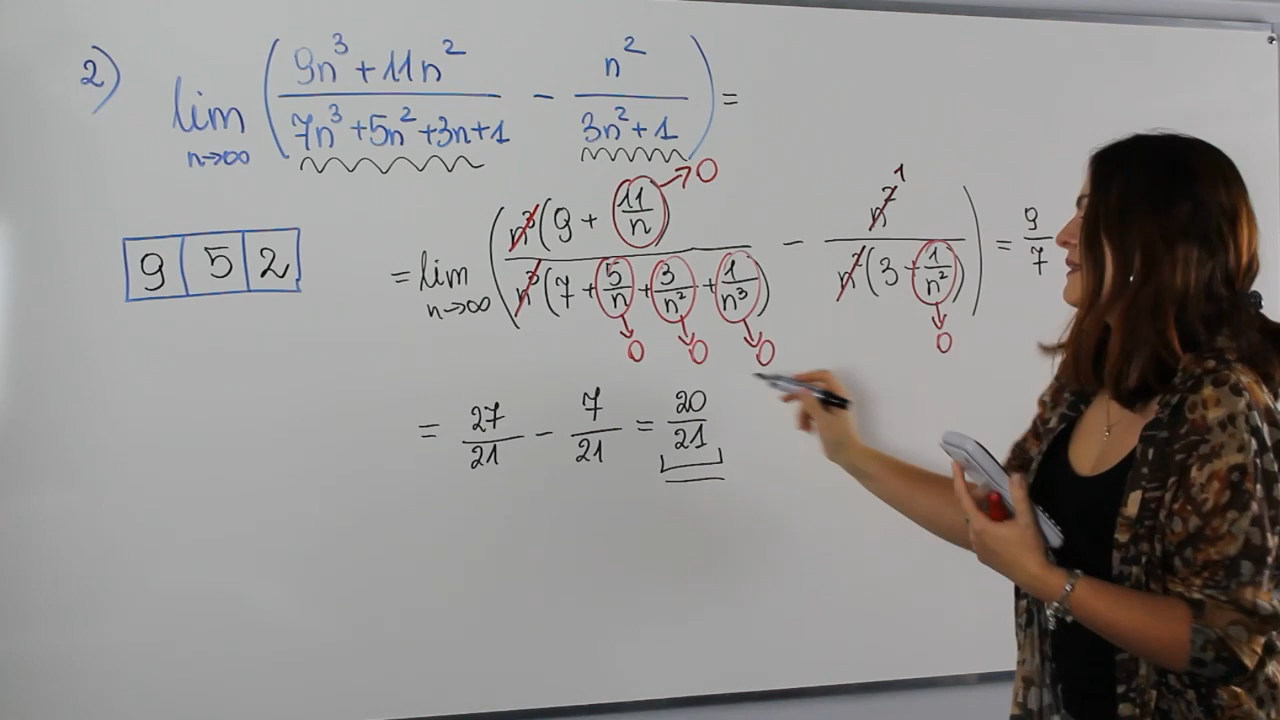 2) lim n→∞ ( (9n³ + 11n²)/(7n³ + 5n² + 3n + 1) − n²/(3n² + 1) ) =
9 5 2
= lim n→∞ ( n³(9 + 11/n)/n³(7 + 5/n + 3/n² + 1/n³) − n²/n²(3 + 1/n²) ) = 9/7
→0 1
0 0 0 0
= 27/21 − 7/21 = 20/21